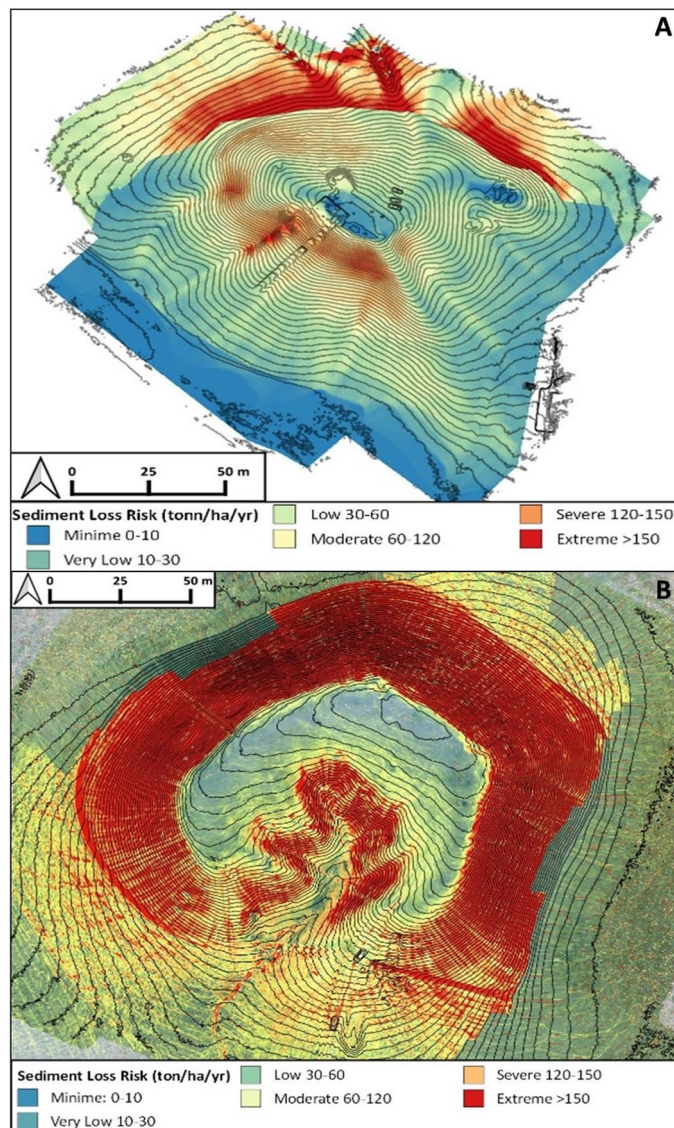 A
0 25 50 m
Sediment Loss Risk (tonn/ha/yr)
Minime 0-10
Very Low 10-30
Low 30-60
Moderate 60-120
Severe 120-150
Extreme >150
0 25 50 m
B
Sediment Loss Risk (ton/ha/yr)
Minime: 0-10
Very Low 10-30
Low 30-60
Moderate 60-120
Severe 120-150
Extreme >150